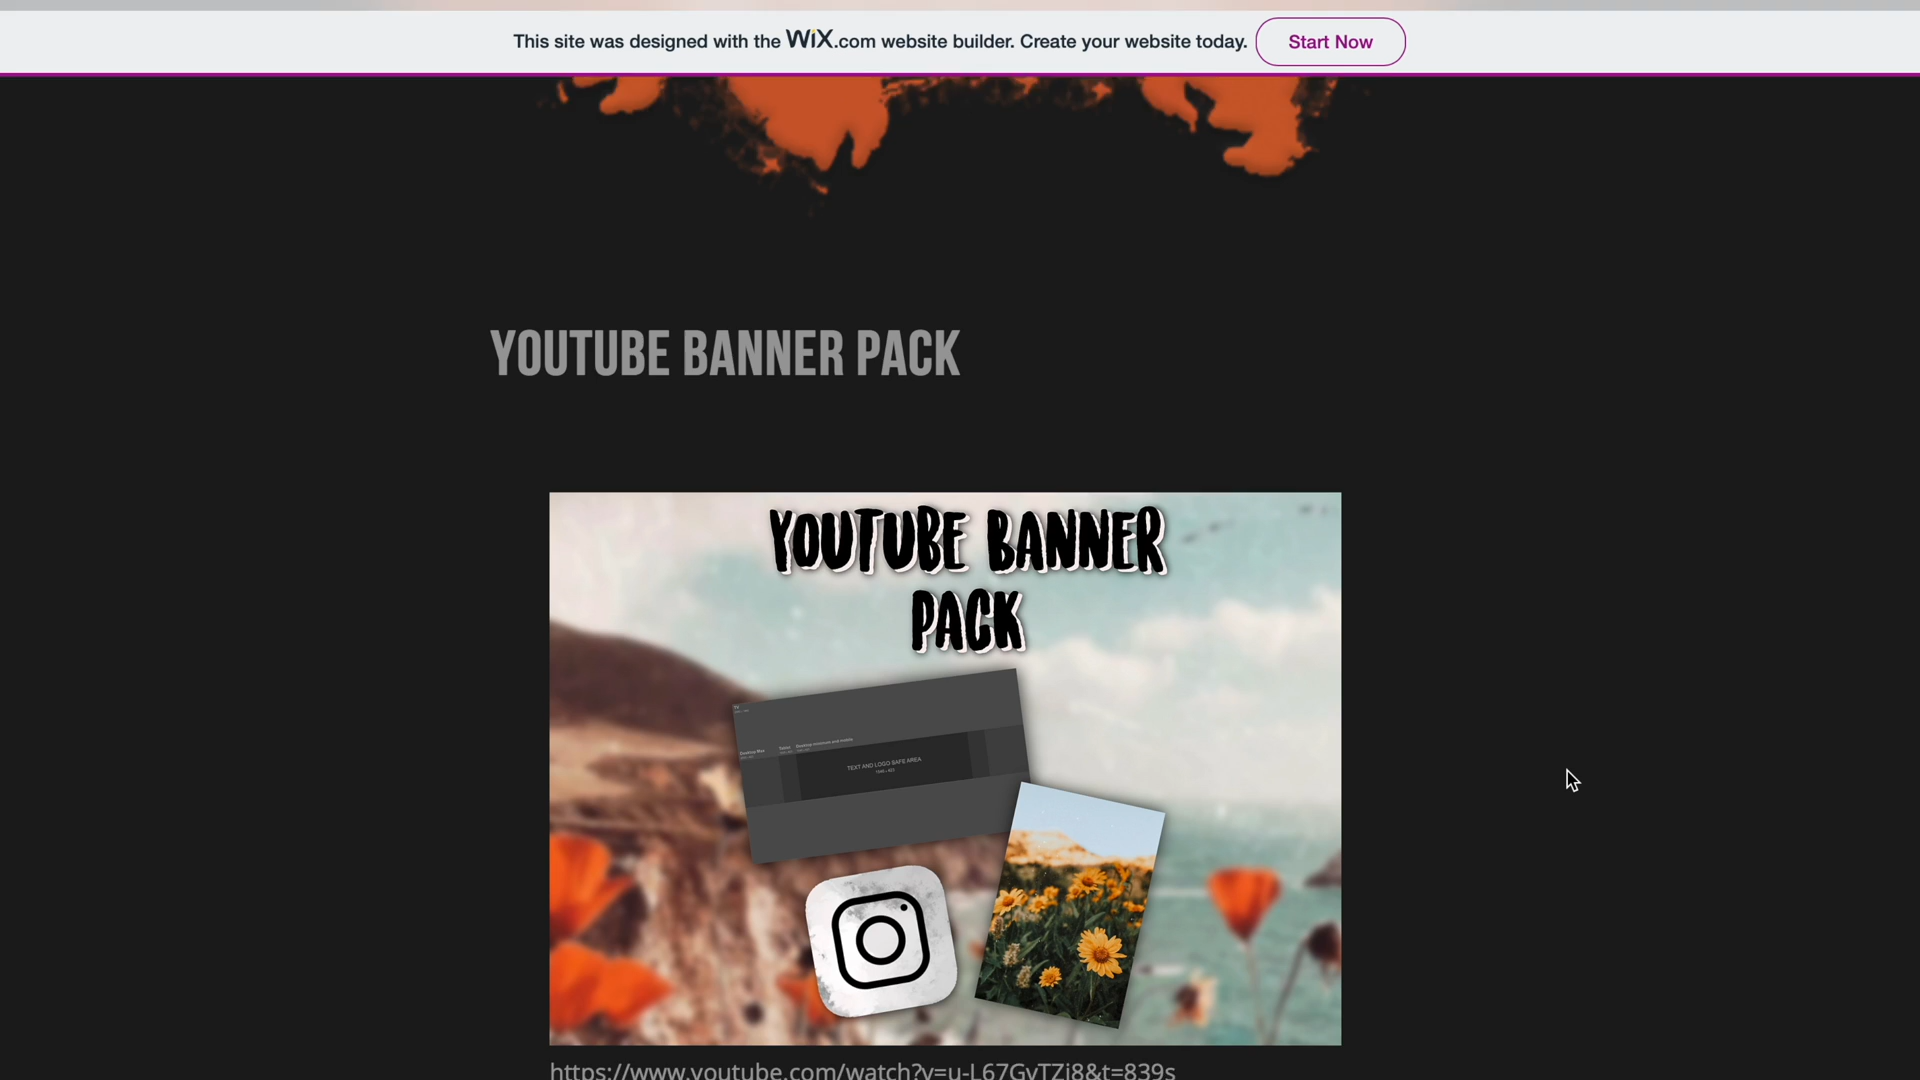 This site was designed with the WiX.com website builder. Create your website today. Start Now
YOUTUBE BANNER PACK
YOUTUBE BANNER
PACK
TEXT AND LOGO SAFE AREA
https://www.youtube.com/watch?v=u-L67GvTZi8&t=839s